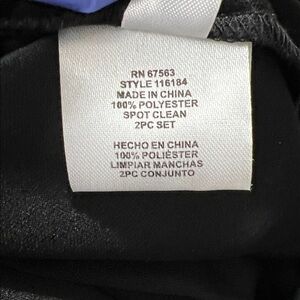 RN 67563
STYLE 116184
MADE IN CHINA
100% POLYESTER
SPOT CLEAN
2PC SET
HECHO EN CHINA
100% POLIÉSTER
LIMPIAR MANCHAS
2PC CONJUNTO